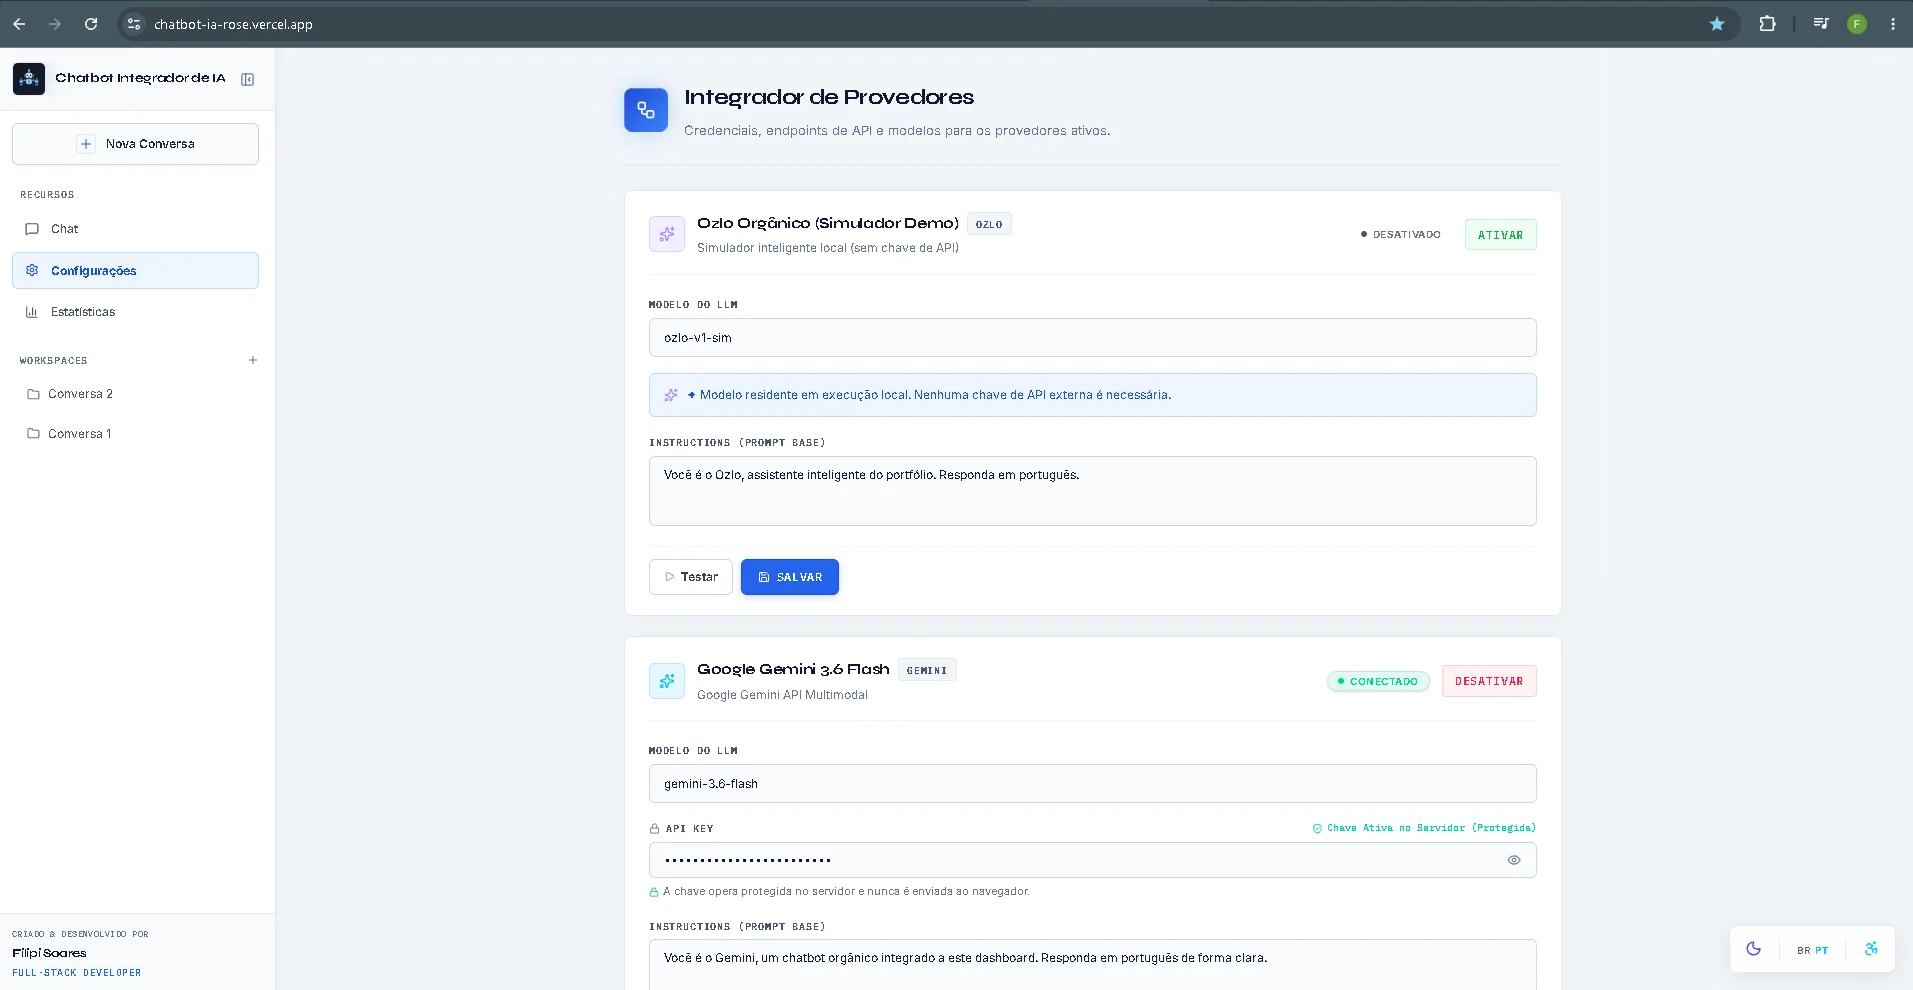 chatbot-ia-rose.vercel.app
F
Chatbot Integrador de IA
Nova Conversa
RECURSOS
Chat
Configurações
Estatísticas
WORKSPACES
Conversa 2
Conversa 1
CRIADO & DESENVOLVIDO POR
Filipi Soares
FULL-STACK DEVELOPER
Integrador de Provedores
Credenciais, endpoints de API e modelos para os provedores ativos.
Ozlo Orgânico (Simulador Demo) OZLO
Simulador inteligente local (sem chave de API)
DESATIVADO ATIVAR
MODELO DO LLM
ozlo-v1-sim
✦ Modelo residente em execução local. Nenhuma chave de API externa é necessária.
INSTRUCTIONS (PROMPT BASE)
Você é o Ozlo, assistente inteligente do portfólio. Responda em português.
Testar SALVAR
Google Gemini 3.6 Flash GEMINI
Google Gemini API Multimodal
CONECTADO DESATIVAR
MODELO DO LLM
gemini-3.6-flash
API KEY Chave Ativa no Servidor (Protegida)
••••••••••••••••••••••••
A chave opera protegida no servidor e nunca é enviada ao navegador.
INSTRUCTIONS (PROMPT BASE)
Você é o Gemini, um chatbot orgânico integrado a este dashboard. Responda em português de forma clara.
BR PT